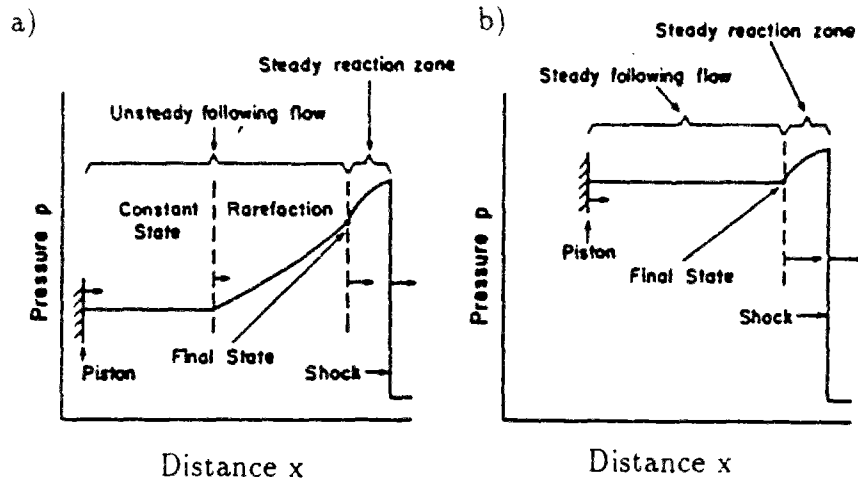 a)
Steady reaction zone
Unsteady following flow
Constant State
Rarefaction
Pressure p
Piston
Final State
Shock
Distance x
b)
Steady reaction zone
Steady following flow
Pressure p
Piston
Final State
Shock
Distance x